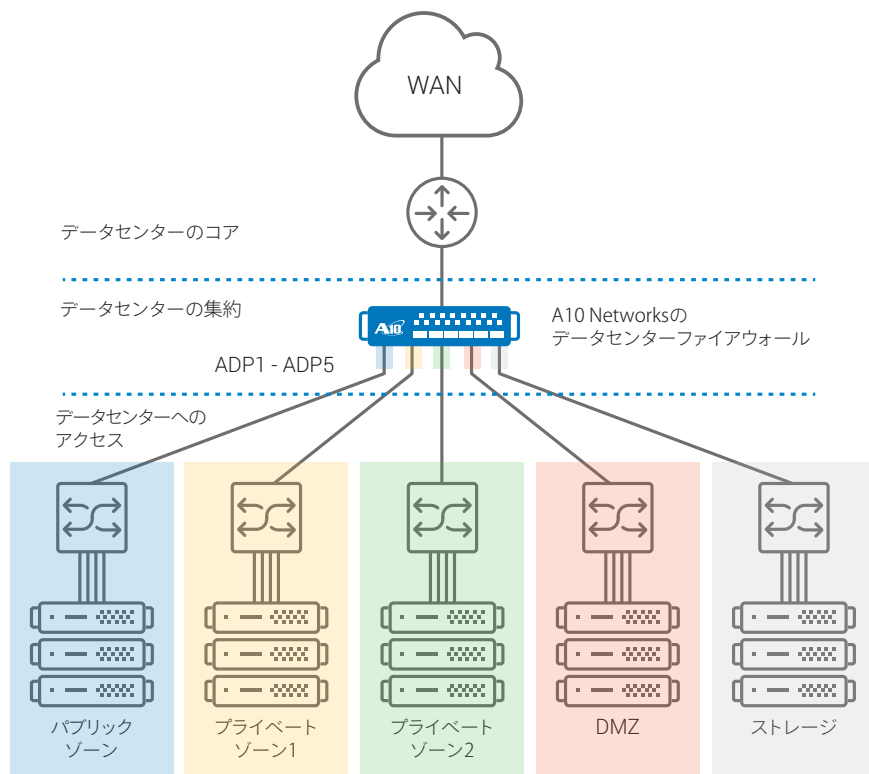 WAN
データセンターのコア
データセンターの集約
A10
A10 Networksの
データセンターファイアウォール
ADP1 - ADP5
データセンターへの
アクセス
パブリック
ゾーン
プライベート
ゾーン1
プライベート
ゾーン2
DMZ
ストレージ